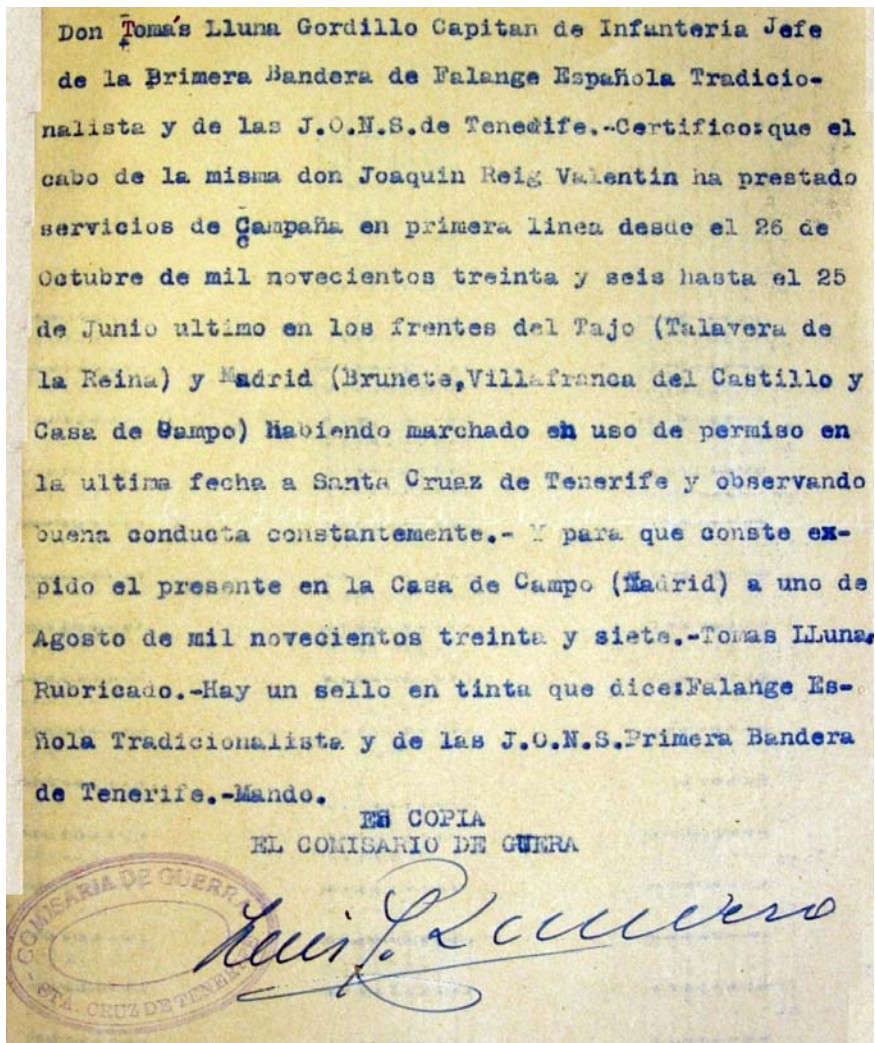 Don Tomás Lluna Gordillo Capitan de Infanteria Jefe
de la Primera Bandera de Falange Española Tradicio-
nalista y de las J.O.N.S.de Tenerife.-Certifico:que el
cabo de la misma don Joaquin Reig Valentin ha prestado
servicios de Campaña en primera linea desde el 26 de
Octubre de mil novecientos treinta y seis hasta el 25
de Junio ultimo en los frentes del Tajo (Talavera de
la Reina) y Madrid (Brunete,Villafranca del Castillo y
Casa de Campo) Habiendo marchado en uso de permiso en
la ultima fecha a Santa Cruaz de Tenerife y observando
buena conducta constantemente.- Y para que conste ex-
pido el presente en la Casa de Campo (Madrid) a uno de
Agosto de mil novecientos treinta y siete.-Tomas LLuna.
Rubricado.-Hay un sello en tinta que dice:Falange Es-
ñola Tradicionalista y de las J.O.N.S.Primera Bandera
de Tenerife.-Mando.
ES COPIA
EL COMISARIO DE GUERA
COMISARIA DE GUERRA
STA. CRUZ DE TENERIFE
Luis